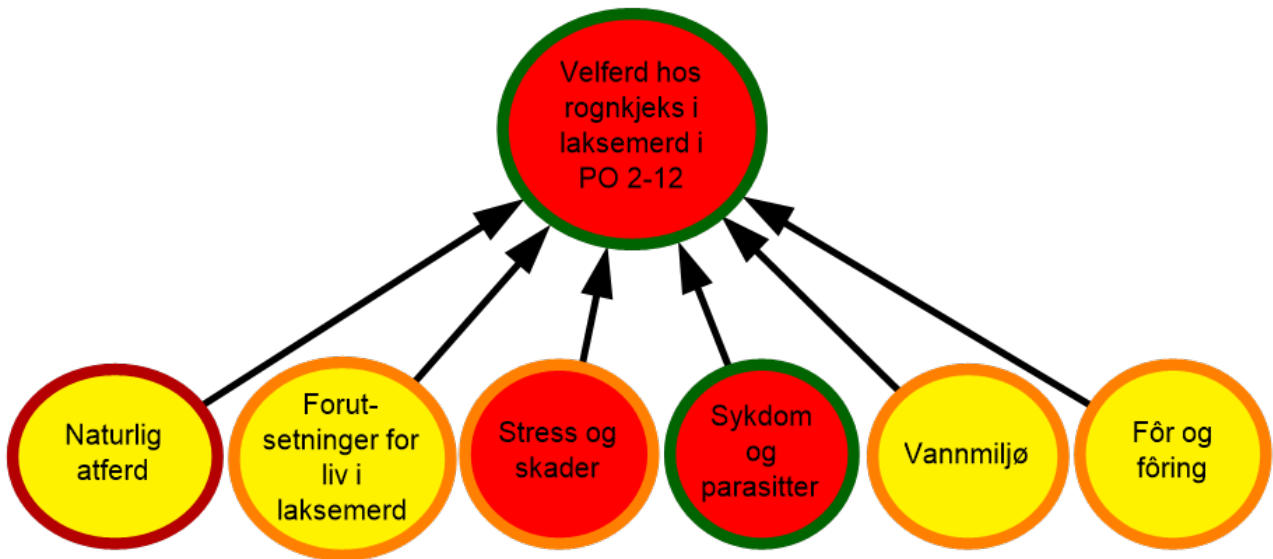 Velferd hos
rognkjeks i
laksemerd i
PO 2-12
Naturlig
atferd
Forut-
setninger for
liv i
laksemerd
Stress og
skader
Sykdom
og
parasitter
Vannmiljø
Fôr og
fôring